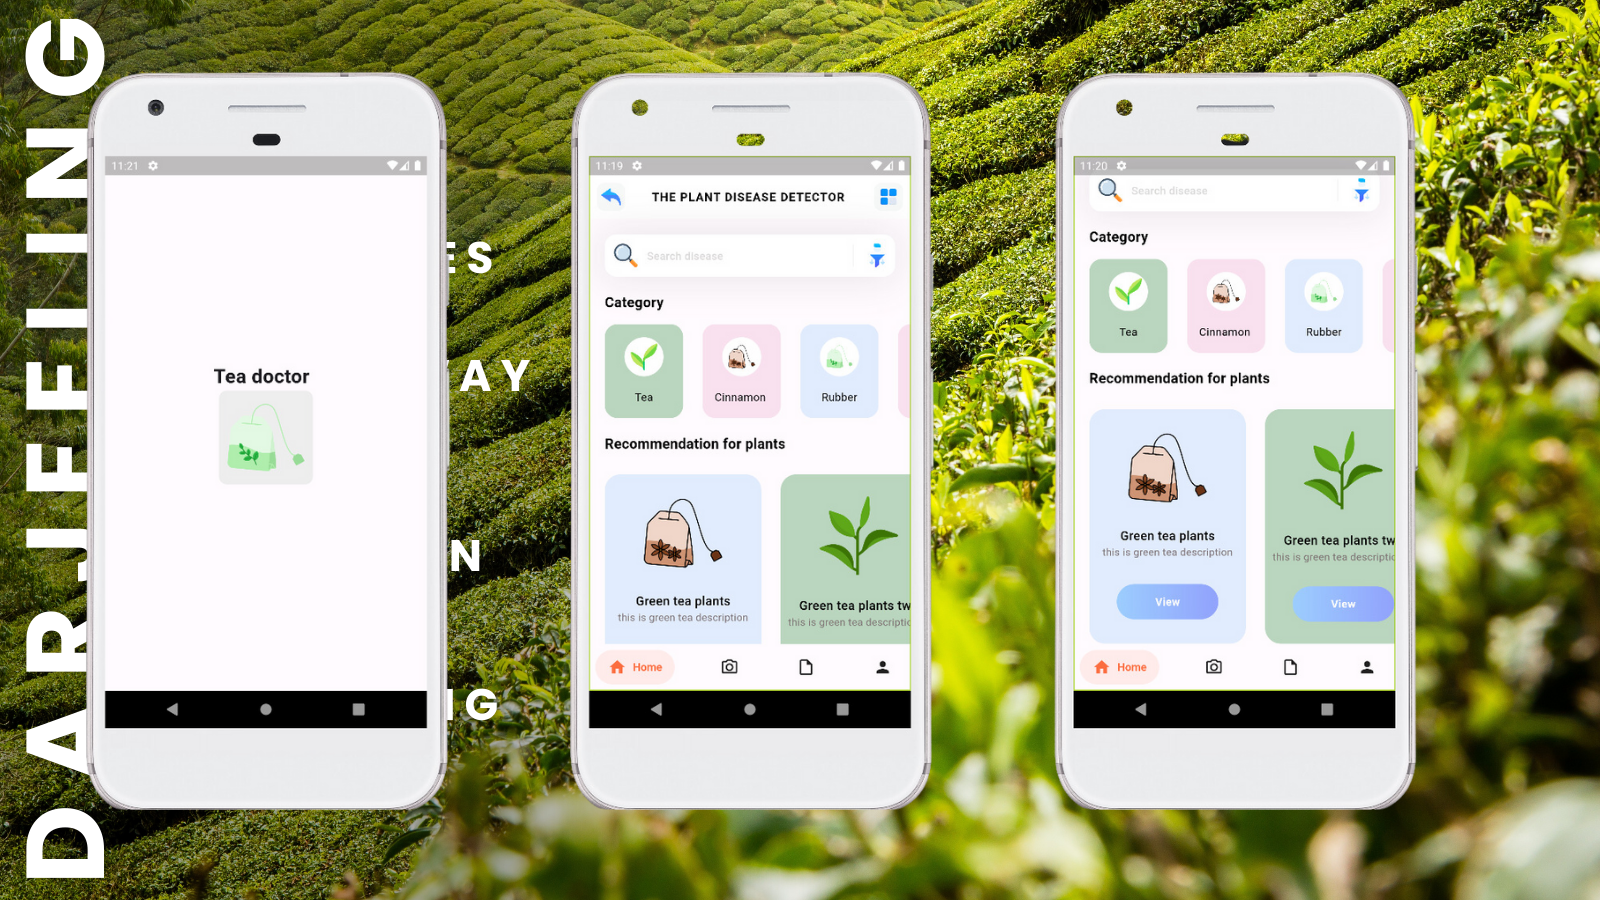 DARJEELING
ES
AY
N
G
11:21
Tea doctor
11:19
THE PLANT DISEASE DETECTOR
Search disease
Category
Tea
Cinnamon
Rubber
Recommendation for plants
Green tea plants
this is green tea description
Green tea plants tw
this is green tea descriptio
Home
11:20
Search disease
Category
Tea
Cinnamon
Rubber
Recommendation for plants
Green tea plants
this is green tea description
View
Green tea plants tw
this is green tea descriptic
View
Home